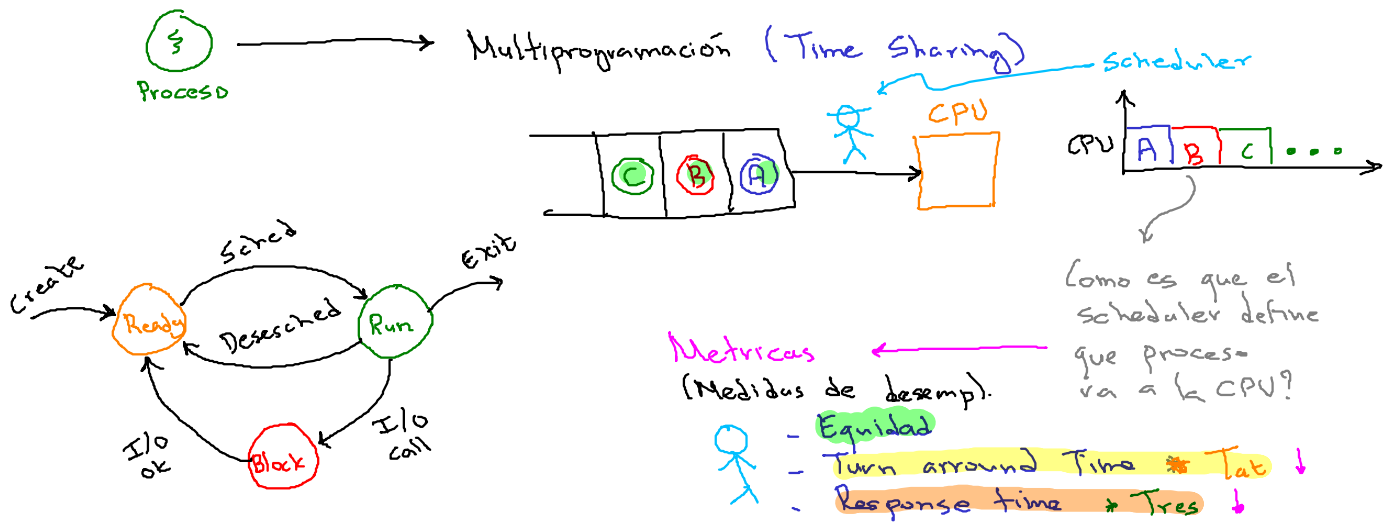 Proceso
Multiprogramación (Time Sharing)
Scheduler
CPU
C B A
CPU
A B C ...
Create
Sched
Exit
Ready
Desesched
Run
I/O
ok
Block
I/O
call
Como es que el
scheduler define
que proces-
va a la CPU?
Metricas
(Medidas de desemp).
- Equidad
- Turn arround Time * Tat ↓
- Response time * Tres ↓